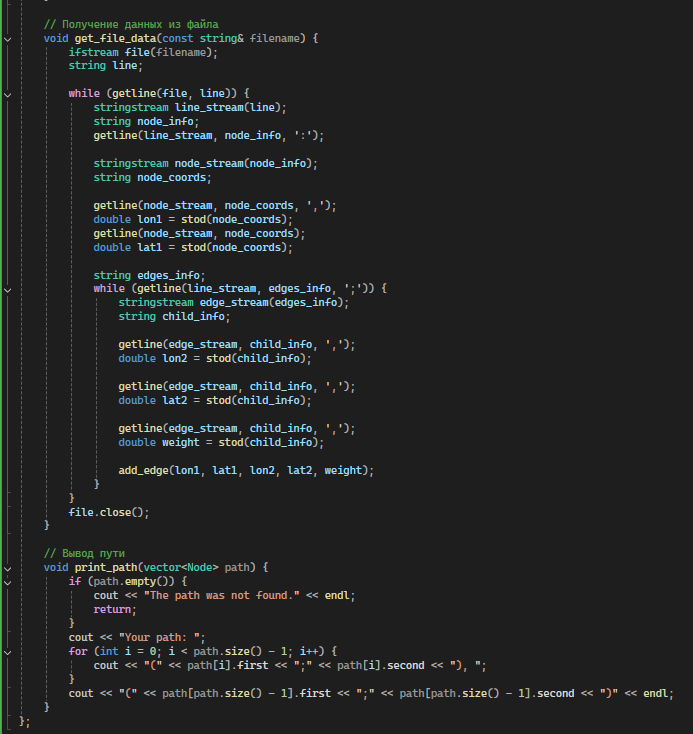 // Получение данных из файла
void get_file_data(const string& filename) {
ifstream file(filename);
string line;
while (getline(file, line)) {
stringstream line_stream(line);
string node_info;
getline(line_stream, node_info, ':');
stringstream node_stream(node_info);
string node_coords;
getline(node_stream, node_coords, ',');
double lon1 = stod(node_coords);
getline(node_stream, node_coords);
double lat1 = stod(node_coords);
string edges_info;
while (getline(line_stream, edges_info, ';')) {
stringstream edge_stream(edges_info);
string child_info;
getline(edge_stream, child_info, ',');
double lon2 = stod(child_info);
getline(edge_stream, child_info, ',');
double lat2 = stod(child_info);
getline(edge_stream, child_info, ',');
double weight = stod(child_info);
add_edge(lon1, lat1, lon2, lat2, weight);
}
}
file.close();
}
// Вывод пути
void print_path(vector<Node> path) {
if (path.empty()) {
cout << "The path was not found." << endl;
return;
}
cout << "Your path: ";
for (int i = 0; i < path.size() - 1; i++) {
cout << "(" << path[i].first << ";" << path[i].second << "), ";
}
cout << "(" << path[path.size() - 1].first << ";" << path[path.size() - 1].second << ")" << endl;
}
};